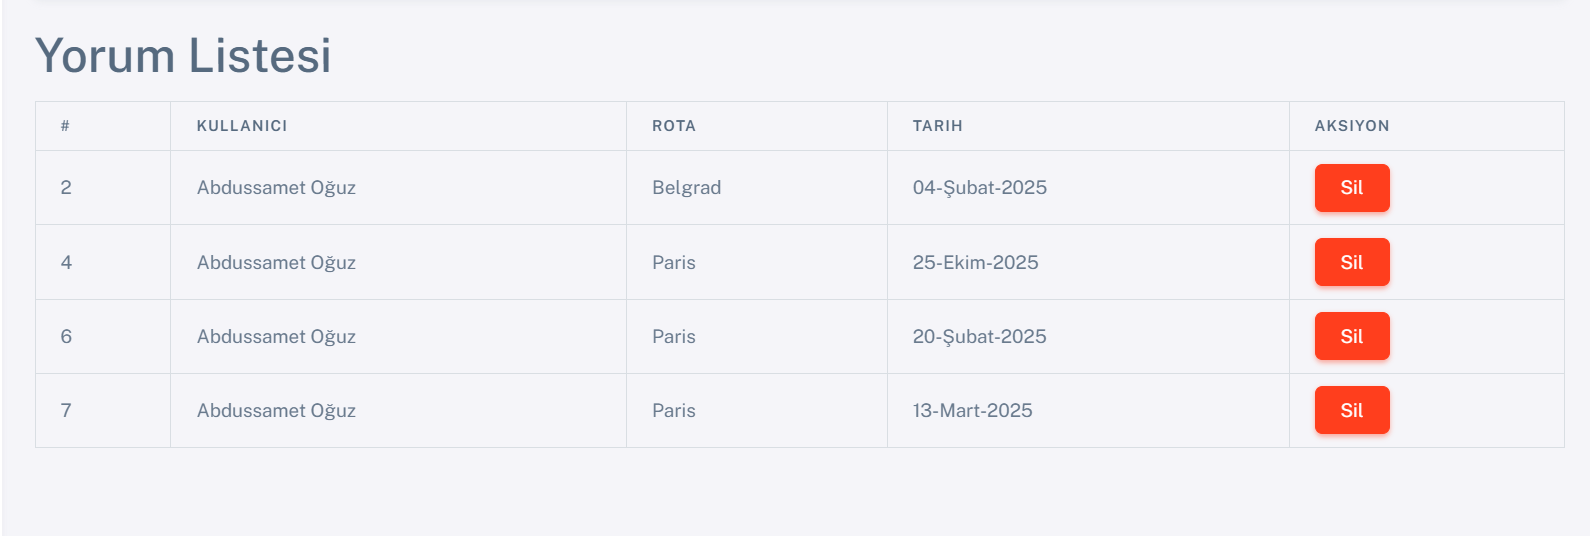 Yorum Listesi
# KULLANICI ROTA TARIH AKSIYON
2 Abdussamet Oğuz Belgrad 04-Şubat-2025 Sil
4 Abdussamet Oğuz Paris 25-Ekim-2025 Sil
6 Abdussamet Oğuz Paris 20-Şubat-2025 Sil
7 Abdussamet Oğuz Paris 13-Mart-2025 Sil